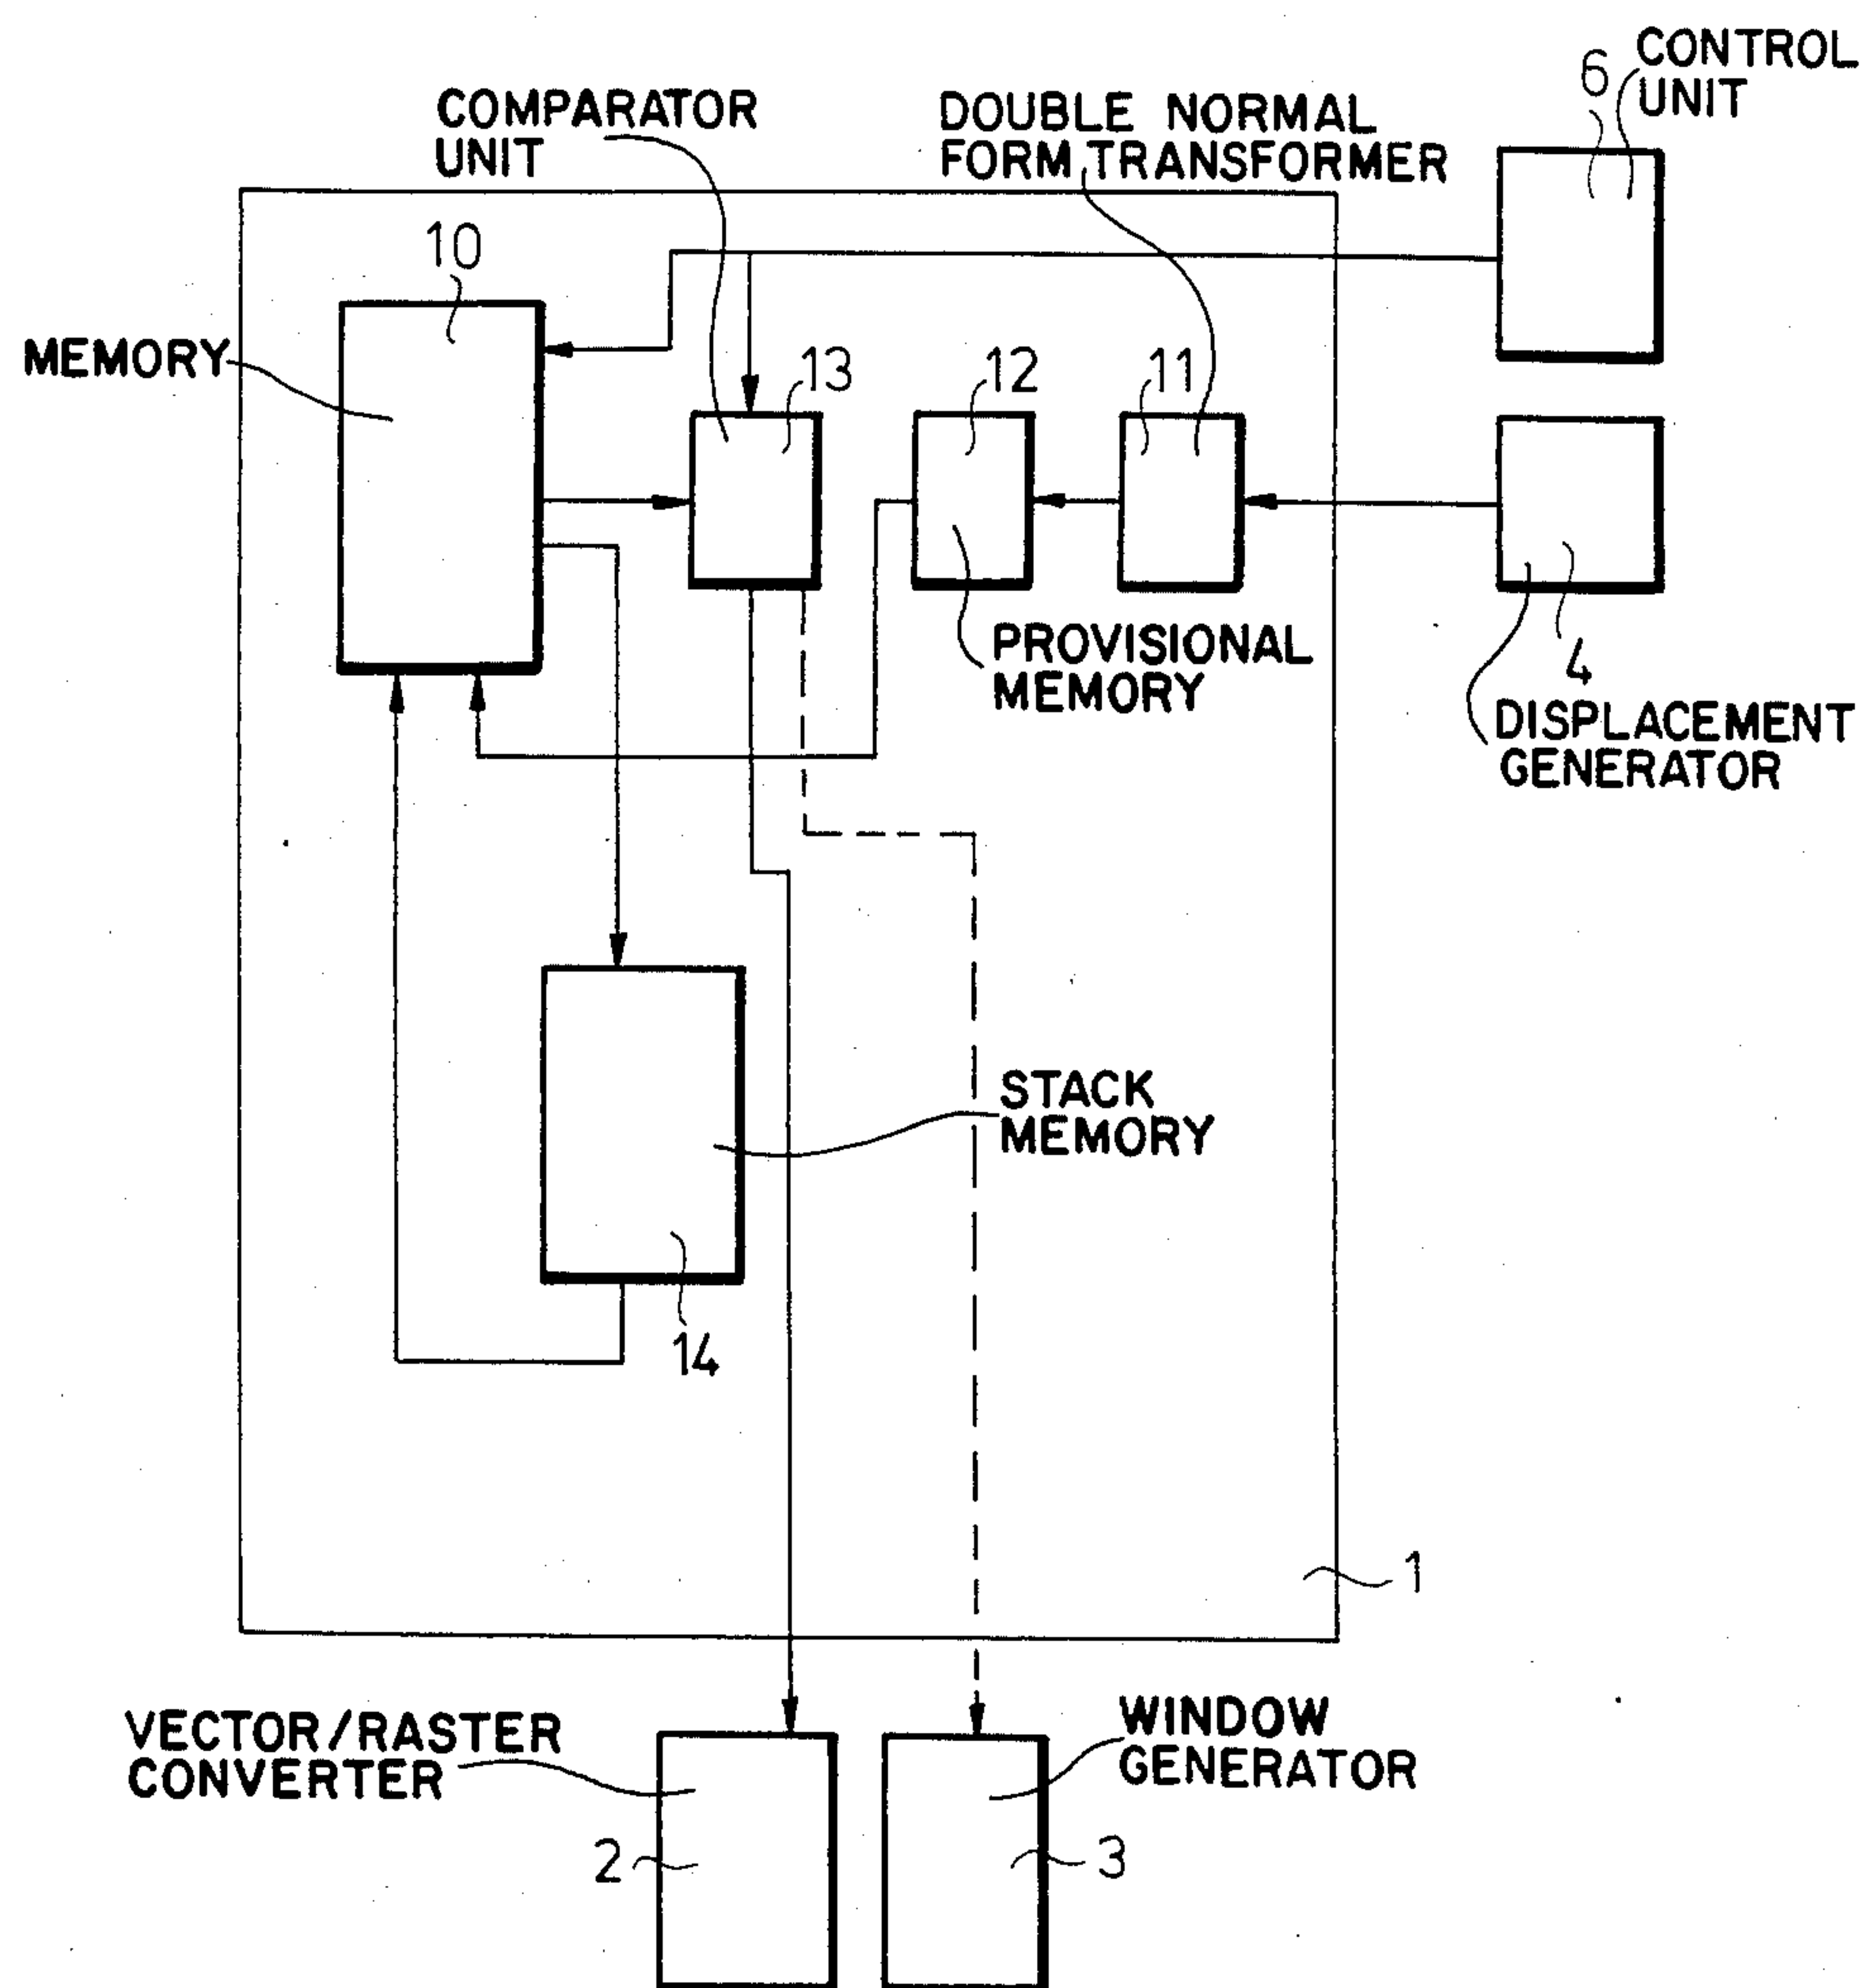 6
CONTROL
UNIT
COMPARATOR
UNIT
DOUBLE NORMAL
FORM TRANSFORMER
10
MEMORY
13
12
11
PROVISIONAL
MEMORY
4
DISPLACEMENT
GENERATOR
STACK
MEMORY
14
1
VECTOR/RASTER
CONVERTER
WINDOW
GENERATOR
2
3